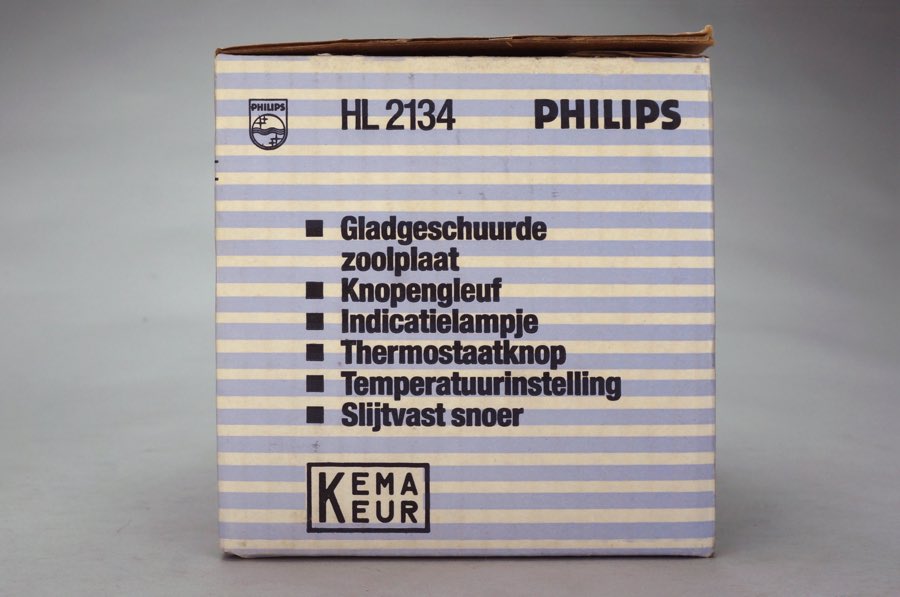 PHILIPS
HL 2134
PHILIPS
■ Gladgeschuurde
zoolplaat
■ Knopengleuf
■ Indicatielampje
■ Thermostaatknop
■ Temperatuurinstelling
■ Slijtvast snoer
KEMA
KEUR